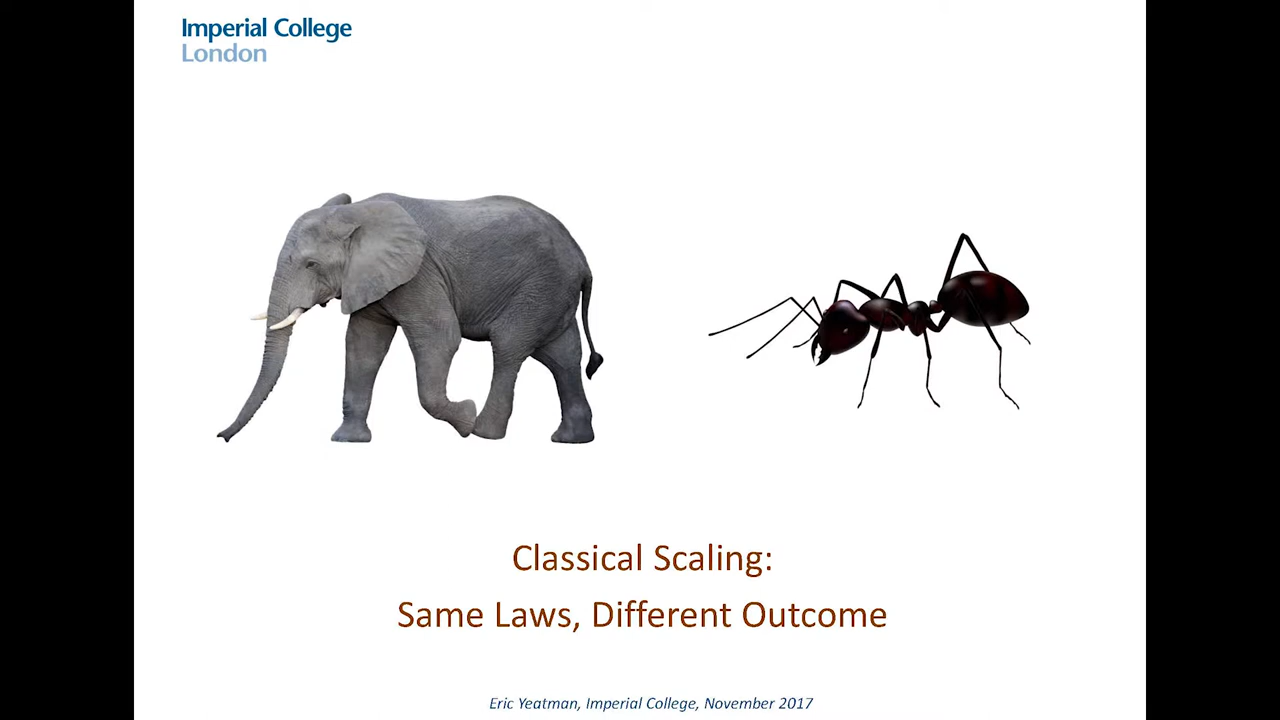 Imperial College
London
Classical Scaling:
Same Laws, Different Outcome
Eric Yeatman, Imperial College, November 2017